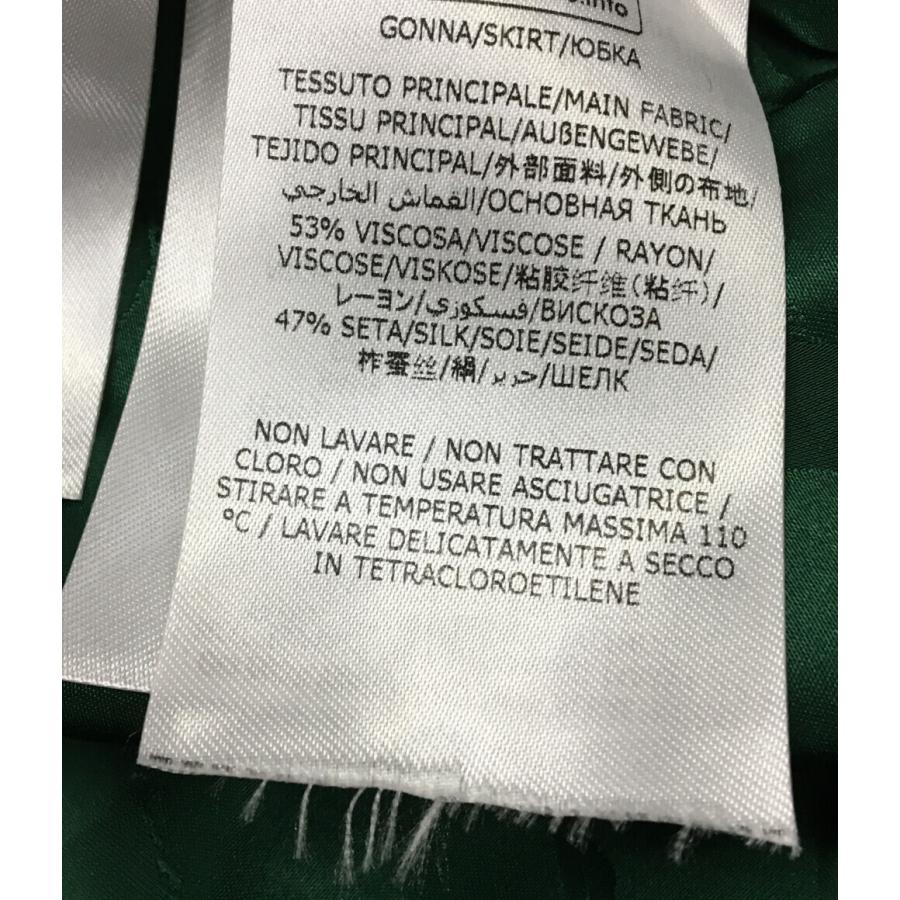 .info
GONNA/SKIRT/ЮБКА
TESSUTO PRINCIPALE/MAIN FABRIC/
TISSU PRINCIPAL/AUßENGEWEBE/
TEJIDO PRINCIPAL/外部面料/外側の布地/
القماش الخارجي/ОСНОВНАЯ ТКАНЬ
53% VISCOSA/VISCOSE / RAYON/
VISCOSE/VISKOSE/粘胶纤维(粘纤)/
レーヨン/فسكوزي/ВИСКОЗА
47% SETA/SILK/SOIE/SEIDE/SEDA/
柞蚕丝/絹/حرير/ШЕЛК
NON LAVARE / NON TRATTARE CON
CLORO / NON USARE ASCIUGATRICE /
STIRARE A TEMPERATURA MASSIMA 110
°C / LAVARE DELICATAMENTE A SECCO
IN TETRACLOROETILENE